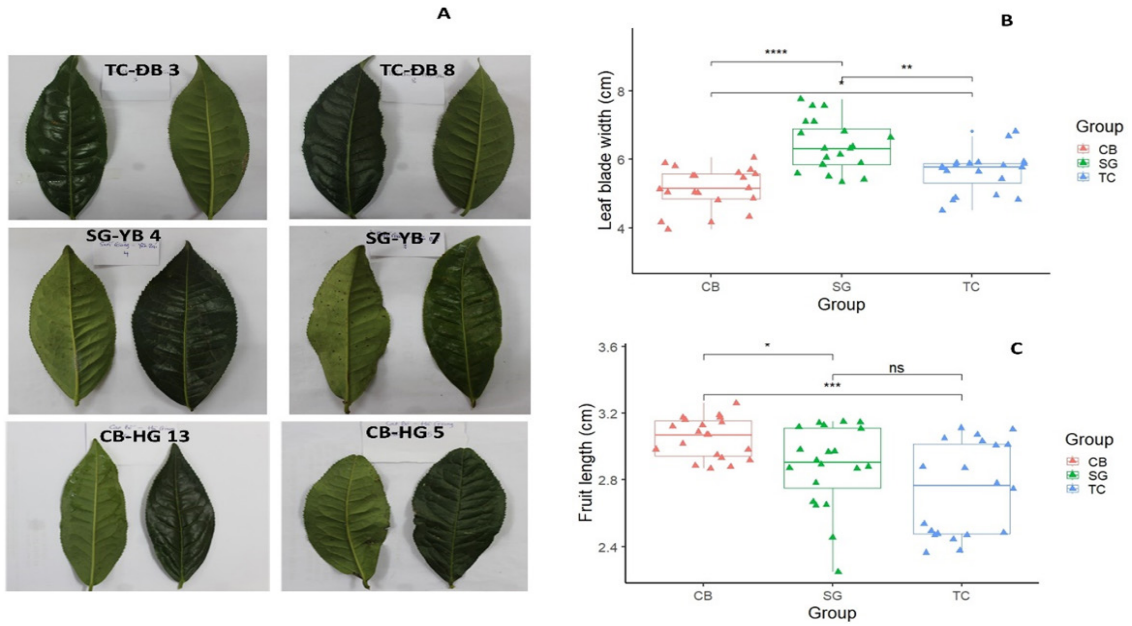 A
TC-ĐB 3
TC-ĐB 8
SG-YB 4
SG-YB 7
CB-HG 13
CB-HG 5
B
Leaf blade width (cm)
8
6
4
****
**
*
CB
SG
TC
Group
Group
CB
SG
TC
C
Fruit length (cm)
3.6
3.2
2.8
2.4
*
ns
***
CB
SG
TC
Group
Group
CB
SG
TC